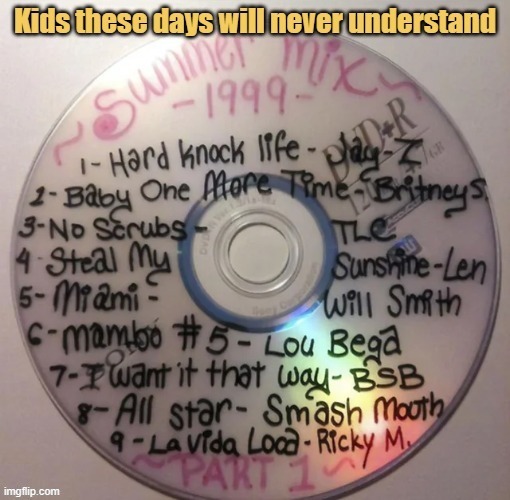 Kids these days will never understand
~Summer Mix~
-1999-
1- Hard Knock life - Jay Z
2- Baby One More Time - Britney S.
3- No Scrubs - TLC
4- Steal My Sunshine - Len
5- Miami - Will Smith
6- mambo #5 - Lou Bega
7- I want it that way - BSB
8- All star - Smash Mouth
9 - La Vida Loca - Ricky M.
~PART 1~
DVD+R
imgflip.com